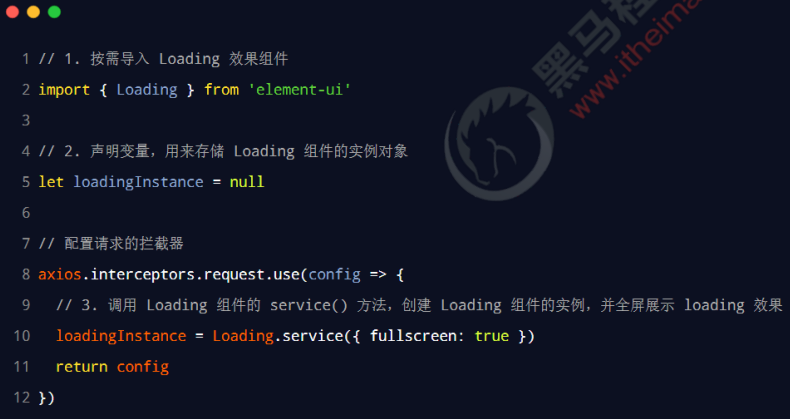 1 // 1. 按需导入 Loading 效果组件
2 import { Loading } from 'element-ui'
3
4 // 2. 声明变量，用来存储 Loading 组件的实例对象
5 let loadingInstance = null
6
7 // 配置请求的拦截器
8 axios.interceptors.request.use(config => {
9   // 3. 调用 Loading 组件的 service() 方法，创建 Loading 组件的实例，并全屏展示 loading 效果
10   loadingInstance = Loading.service({ fullscreen: true })
11   return config
12 })
黑马程
www.itheima